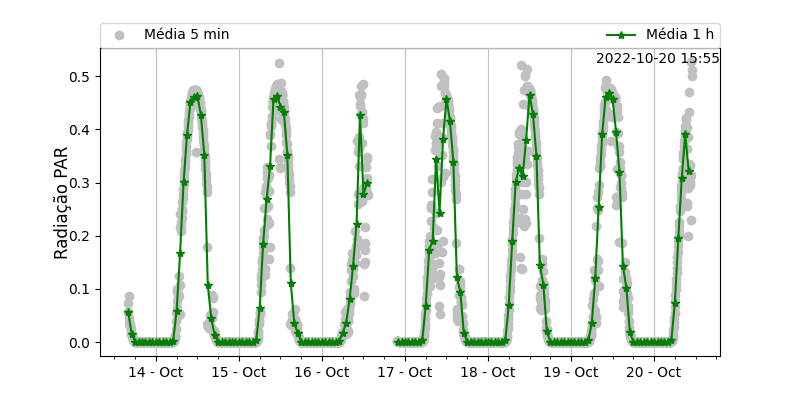 Média 5 min
Média 1 h
2022-10-20 15:55
Radiação PAR
0.5
0.4
0.3
0.2
0.1
0.0
14 - Oct
15 - Oct
16 - Oct
17 - Oct
18 - Oct
19 - Oct
20 - Oct